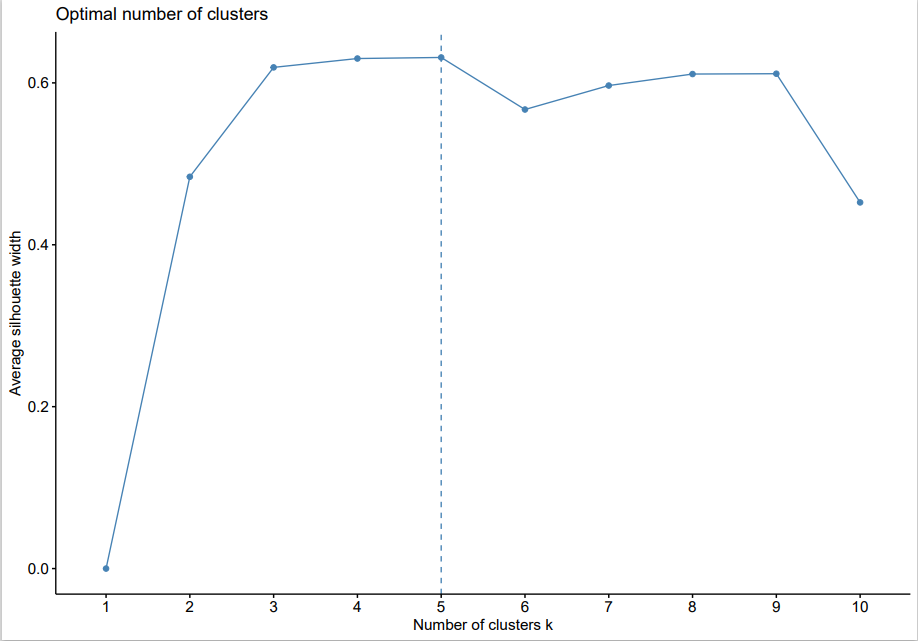 Optimal number of clusters
Average silhouette width
0.6
0.4
0.2
0.0
1 2 3 4 5 6 7 8 9 10
Number of clusters k